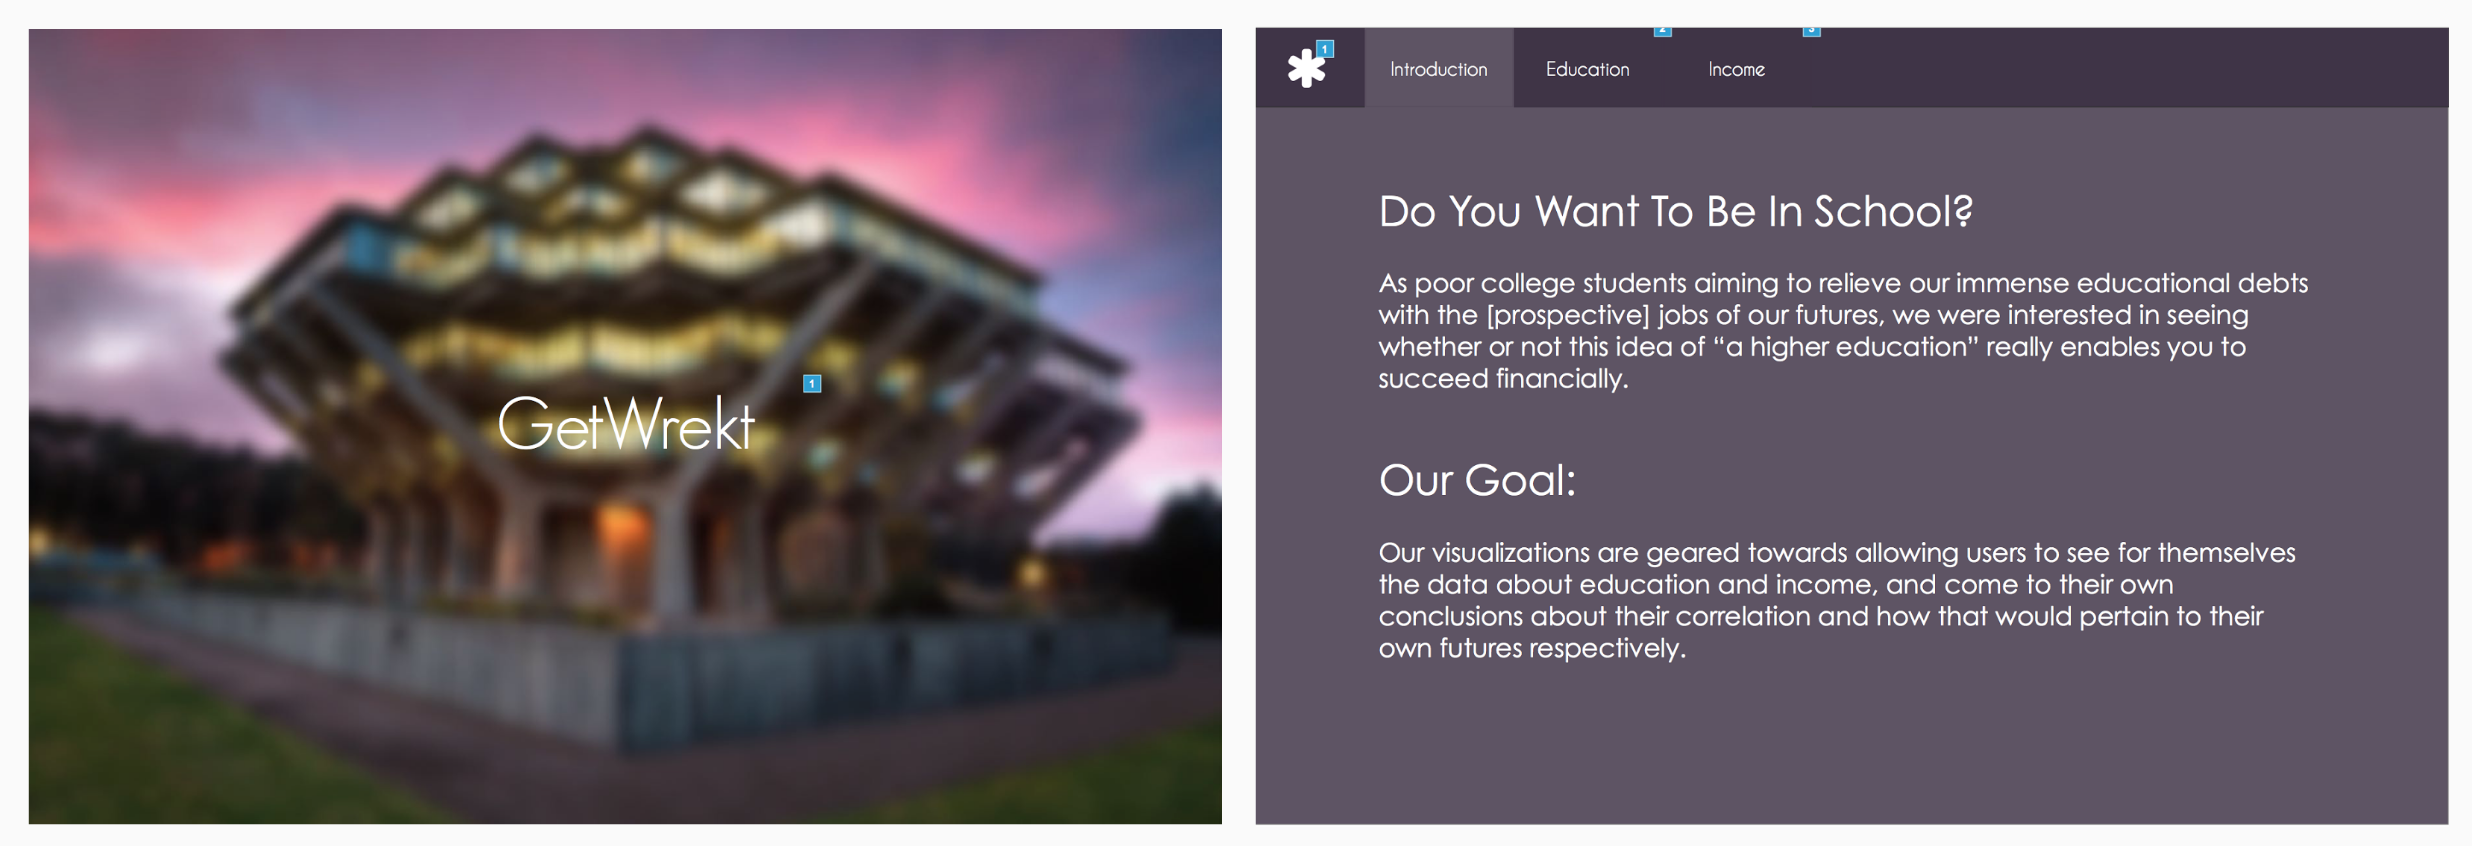 GetWrekt
1
1
Introduction
Education
2
Income
3
Do You Want To Be In School?
As poor college students aiming to relieve our immense educational debts
with the [prospective] jobs of our futures, we were interested in seeing
whether or not this idea of “a higher education” really enables you to
succeed financially.
Our Goal:
Our visualizations are geared towards allowing users to see for themselves
the data about education and income, and come to their own
conclusions about their correlation and how that would pertain to their
own futures respectively.